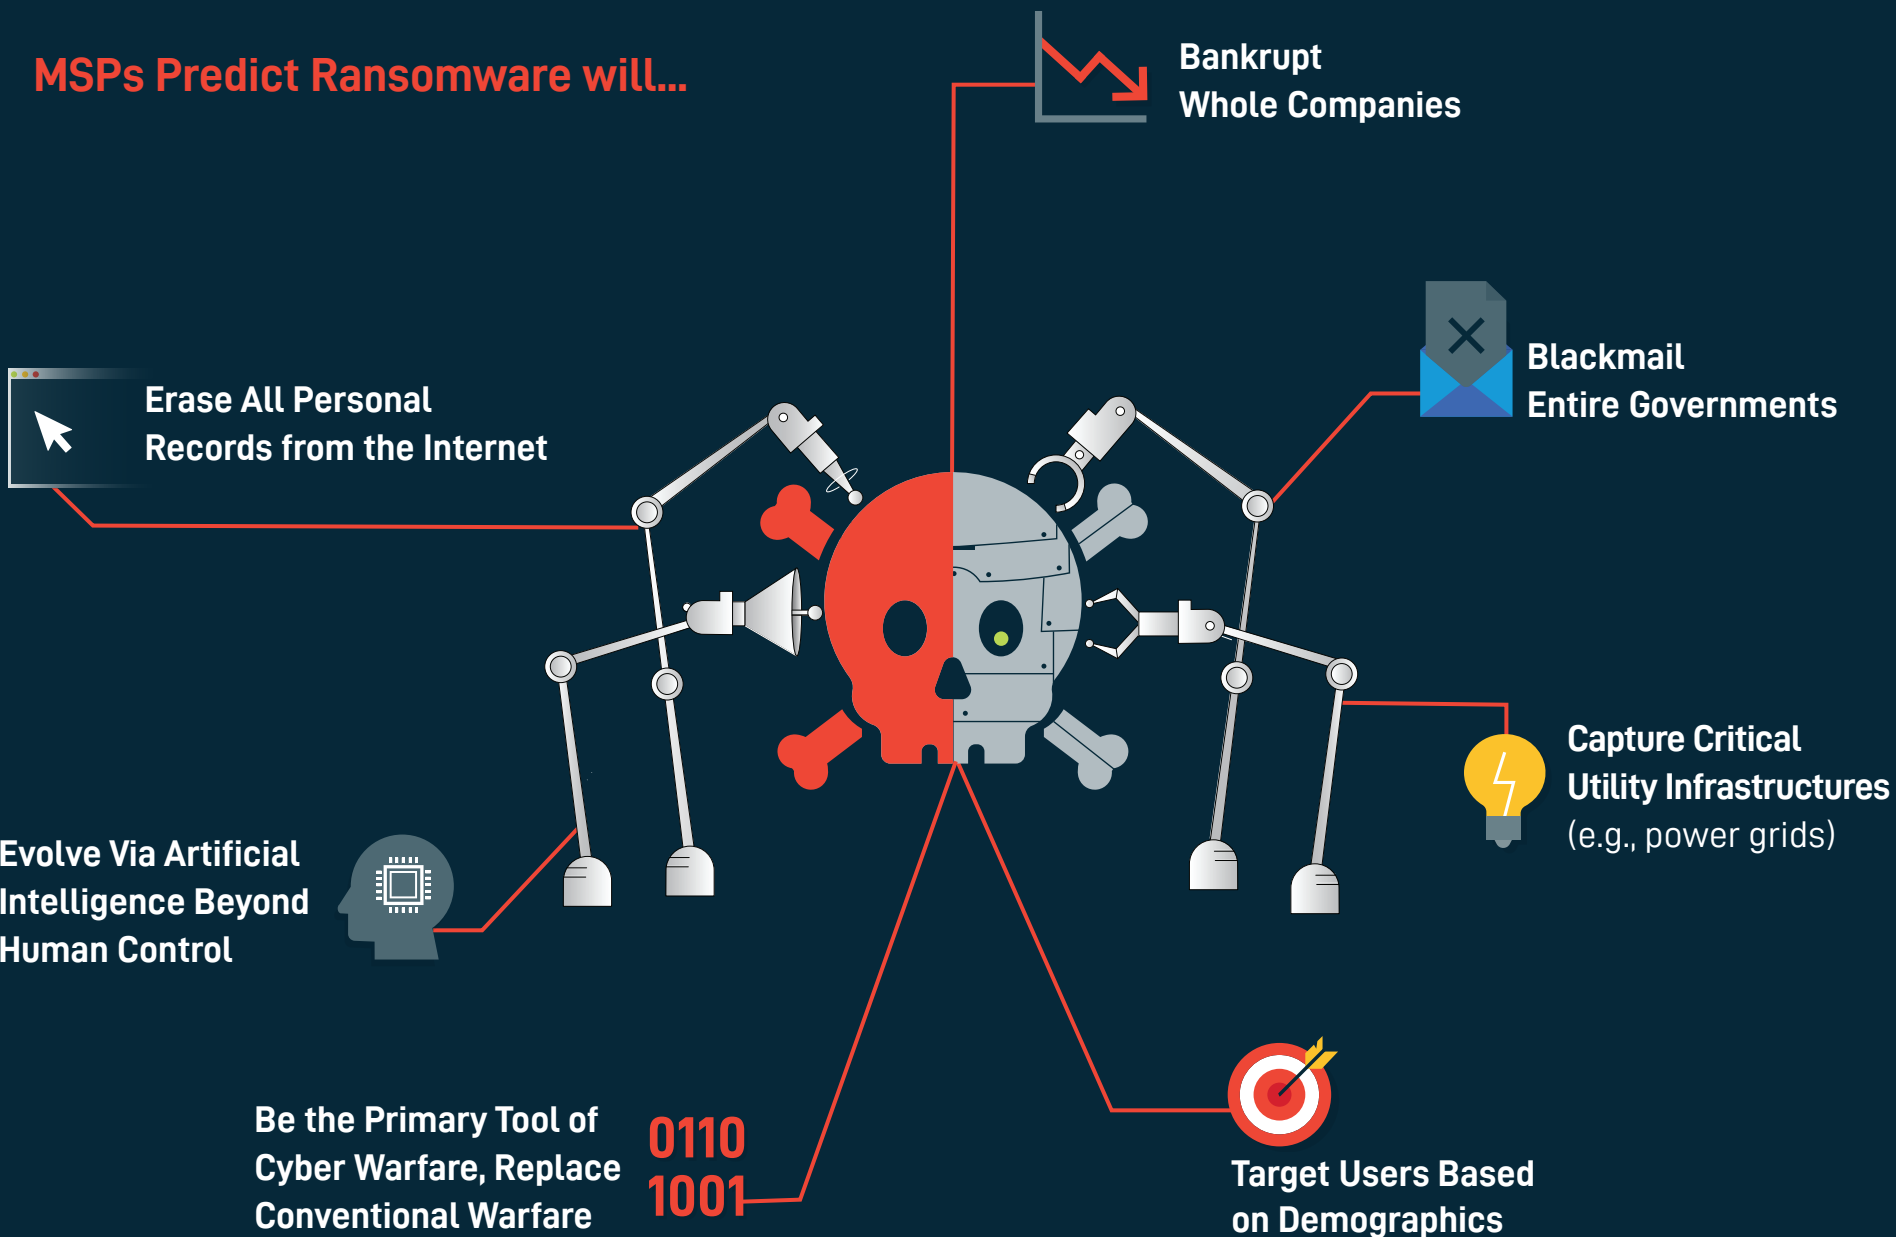 MSPs Predict Ransomware will...
Bankrupt
Whole Companies
Blackmail
Entire Governments
Erase All Personal
Records from the Internet
Capture Critical
Utility Infrastructures
(e.g., power grids)
Evolve Via Artificial
Intelligence Beyond
Human Control
Be the Primary Tool of
Cyber Warfare, Replace
Conventional Warfare
0110
1001
Target Users Based
on Demographics